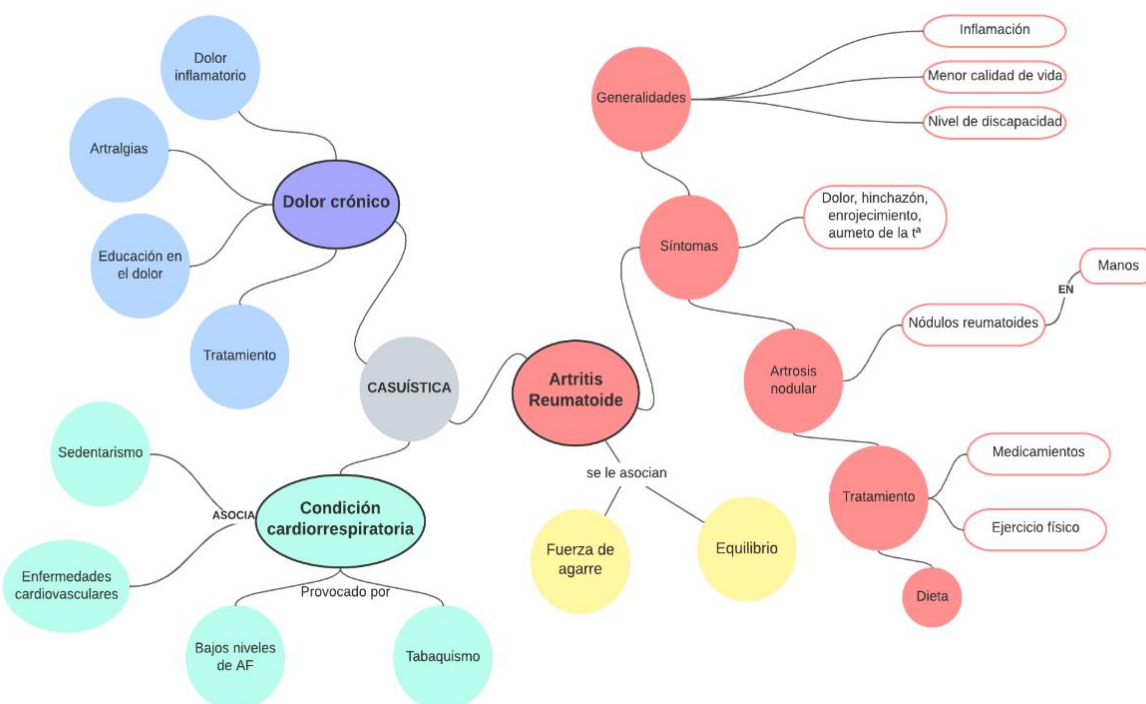 Dolor
inflamatorio
Artralgias
Dolor crónico
Educación en
el dolor
Tratamiento
CASUÍSTICA
Sedentarismo
ASOCIA
Condición
cardiorrespiratoria
Enfermedades
cardiovasculares
Provocado por
Bajos niveles
de AF
Tabaquismo
Artritis
Reumatoide
se le asocian
Fuerza de
agarre
Equilibrio
Generalidades
Inflamación
Menor calidad de vida
Nivel de discapacidad
Síntomas
Dolor, hinchazón,
enrojecimiento,
aumeto de la tª
Artrosis
nodular
Nódulos reumatoides
EN
Manos
Tratamiento
Medicamientos
Ejercicio físico
Dieta